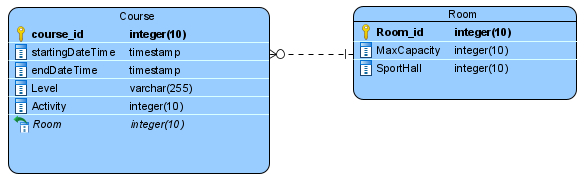 Course
course_id integer(10)
startingDateTime timestamp
endDateTime timestamp
Level varchar(255)
Activity integer(10)
Room integer(10)
Room
Room_id integer(10)
MaxCapacity integer(10)
SportHall integer(10)